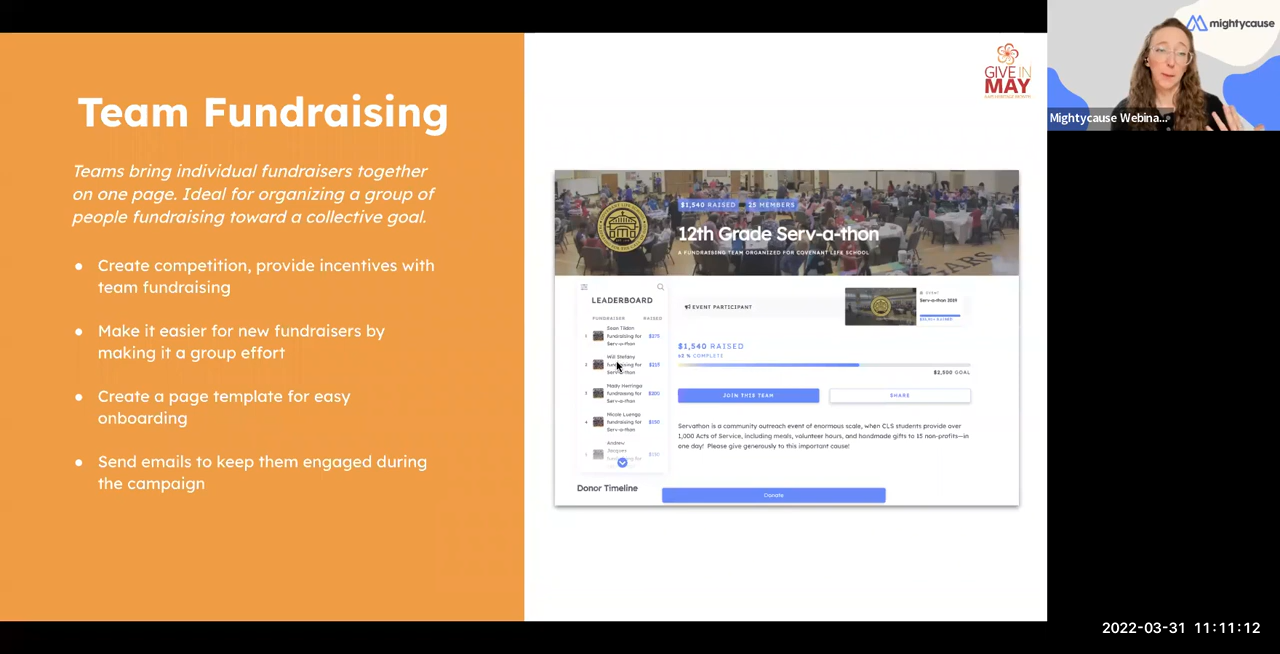 Team Fundraising
Teams bring individual fundraisers together
on one page. Ideal for organizing a group of
people fundraising toward a collective goal.
● Create competition, provide incentives with
team fundraising
● Make it easier for new fundraisers by
making it a group effort
● Create a page template for easy
onboarding
● Send emails to keep them engaged during
the campaign
GIVE IN
MAY
$1,540 RAISED
25 MEMBERS
12th Grade Serv-a-thon
A FUNDRAISING TEAM ORGANIZED FOR COVENANT LIFE SCHOOL
LEADERBOARD
FUNDRAISER RAISED
1 Sean Tilden
fundraising for $275
Serv-a-thon
2 Will Stefany
fundraising for
Serv-a-thon
3
fundraising for $200
Serv-a-thon
4 Nicole Luengo
fundraising for $150
Serv-a-thon
Andrew
EVENT PARTICIPANT
EVENT
Serv-a-thon 2019
$1,540 RAISED
$2,500 GOAL
JOIN THIS TEAM
SHARE
Servathon is a community outreach event of enormous scale, when CLS students provide over
1,000 Acts of Service, including meals, volunteer hours, and handmade gifts to 15 non-profits—in
one day! Please give generously to this important cause!
Donor Timeline
Donate
mightycause
Mightycause Webina...
2022-03-31 11:11:12